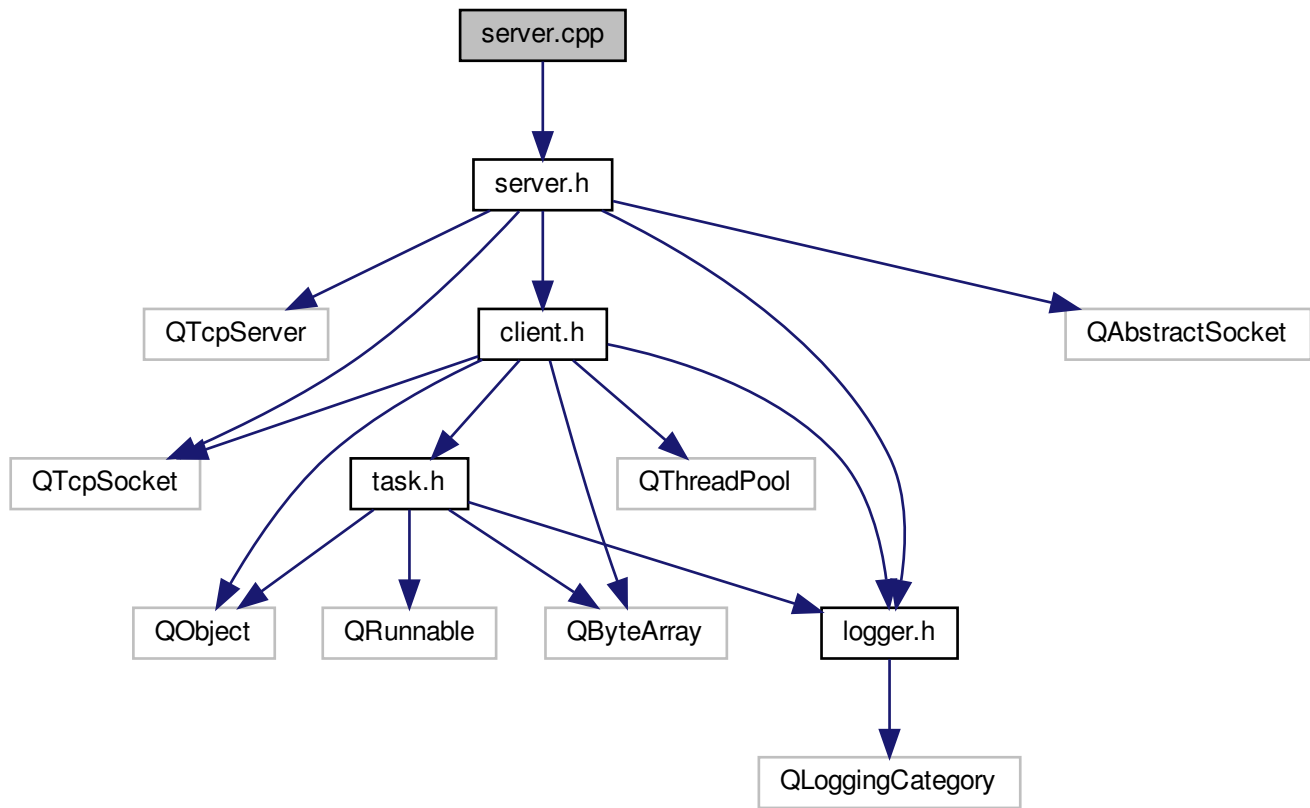 server.cpp
server.h
QTcpServer
client.h
QAbstractSocket
QTcpSocket
task.h
QThreadPool
QObject
QRunnable
QByteArray
logger.h
QLoggingCategory